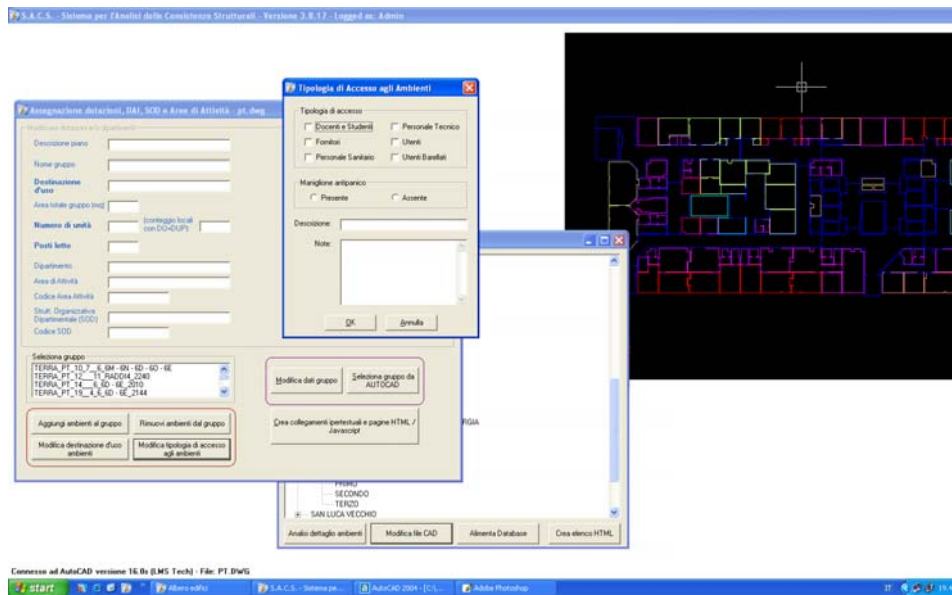 S.A.C.S. - Sistema per l'Analisi delle Consistenze Strutturali - Versione 3.8.17 - Logged as: Admin
Assegnazione dotazioni, DAI, SOD e Aree di Attività - pt.dwg
Descrizione piano
Nome gruppo
Destinazione d'uso
Area totale gruppo (mq)
Numero di unità
(conteggio locali con DO+DUP):
Posti letto
Dipartimento
Area di Attività
Codice Area Attività
Strutt. Organizzativa Dipartimentale (SOD)
Codice SOD
Seleziona gruppo
TERRA_PT_10_7__6_6M - 6N - 6D - 6O - 6E
TERRA_PT_12___11_RADDI4_2240
TERRA_PT_14___6_6D - 6E_2010
TERRA_PT_19__4_6_6D - 6E_2144
Aggiungi ambienti al gruppo
Rimuovi ambienti dal gruppo
Modifica destinazione d'uso ambienti
Modifica tipologia di accesso agli ambienti
Modifica dati gruppo
Seleziona gruppo da AUTOCAD
Crea collegamenti ipertestuali e pagine HTML / Javascript
Tipologia di Accesso agli Ambienti
Tipologia di accesso
Docenti e Studenti
Personale Tecnico
Fornitori
Utenti
Personale Sanitario
Utenti Barellati
Maniglione antipanico
Presente
Assente
Descrizione:
Note:
OK
Annulla
RGIA
PRIMO
SECONDO
TERZO
SAN LUCA VECCHIO
Analisi dettaglio ambienti
Modifica file CAD
Alimenta Database
Crea elenco HTML
Connesso ad AutoCAD versione 16.0s (LMS Tech) - File: PT.DWG
start
Albero edifici
S.A.C.S. - Sistema pe...
AutoCAD 2004 - [C:\...
Adobe Photoshop
IT